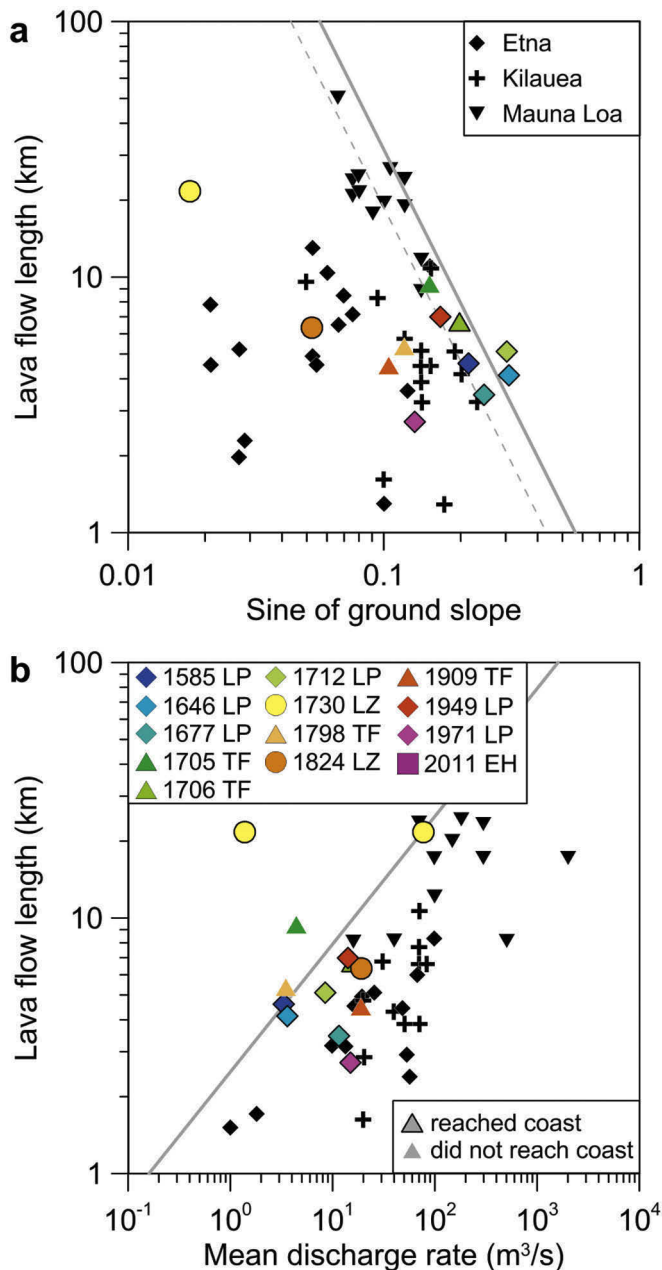 a
100
10
1
Lava flow length (km)
Etna
Kilauea
Mauna Loa
0.01
0.1
1
Sine of ground slope
b
100
10
1
Lava flow length (km)
1585 LP
1646 LP
1677 LP
1705 TF
1706 TF
1712 LP
1730 LZ
1798 TF
1824 LZ
1909 TF
1949 LP
1971 LP
2011 EH
reached coast
did not reach coast
10⁻¹
10⁰
10¹
10²
10³
10⁴
Mean discharge rate (m³/s)